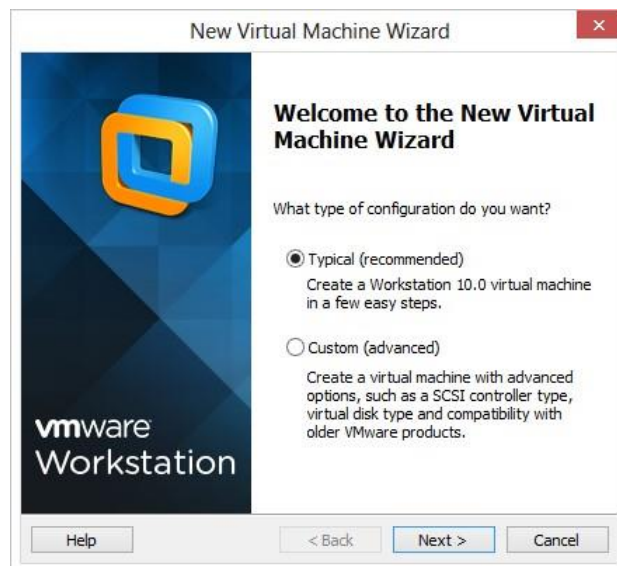 New Virtual Machine Wizard
Welcome to the New Virtual
Machine Wizard
What type of configuration do you want?
Typical (recommended)
Create a Workstation 10.0 virtual machine
in a few easy steps.
Custom (advanced)
Create a virtual machine with advanced
options, such as a SCSI controller type,
virtual disk type and compatibility with
older VMware products.
vmware
Workstation
Help
< Back
Next >
Cancel